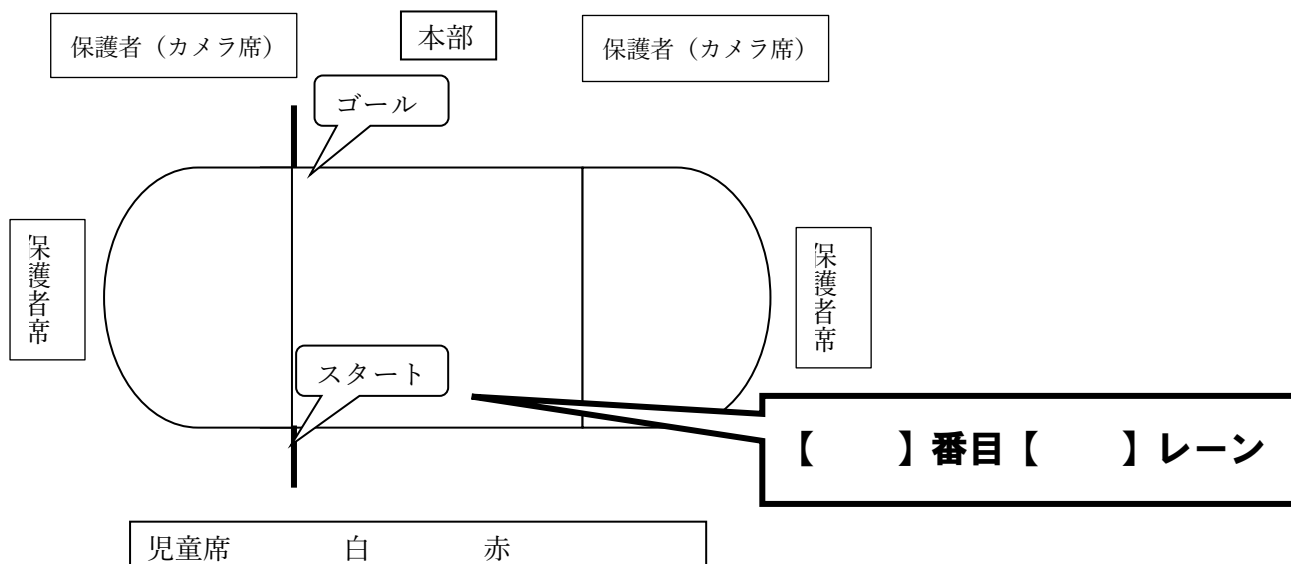 保護者（カメラ席）
本部
保護者（カメラ席）
ゴール
保護者席
保護者席
スタート
【　　】番目【　　】レーン
児童席　　　　白　　　　赤